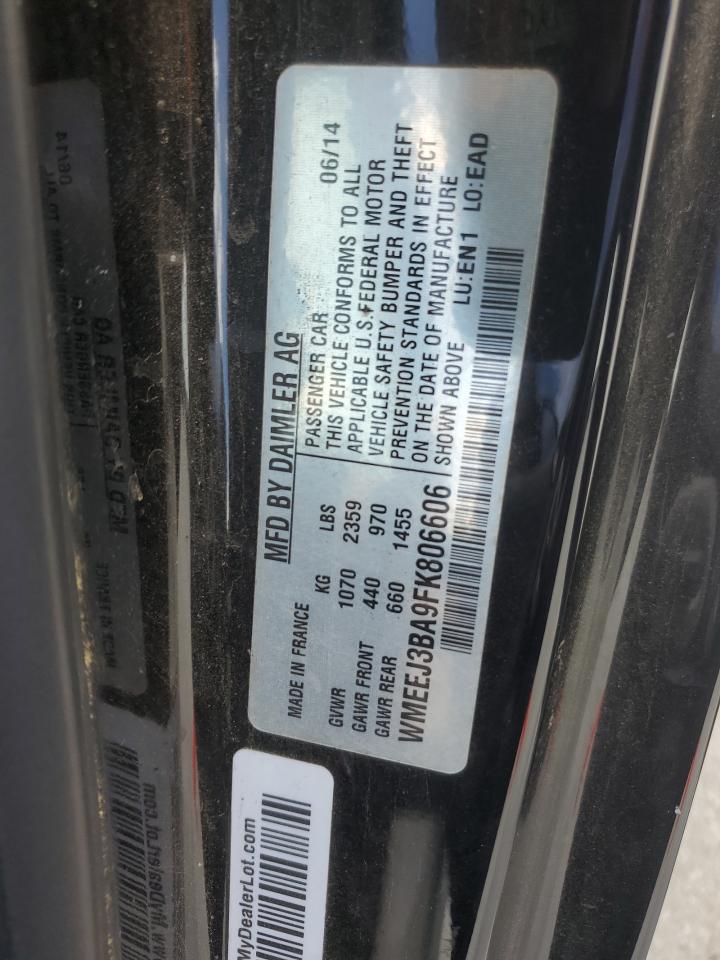 MFD BY DAIMLER AG
MADE IN FRANCE
KG LBS
GVWR 1070 2359
GAWR FRONT 440 970
GAWR REAR 660 1455
PASSENGER CAR 06/14
THIS VEHICLE CONFORMS TO ALL
APPLICABLE U.S.FEDERAL MOTOR
VEHICLE SAFETY BUMPER AND THEFT
PREVENTION STANDARDS IN EFFECT
ON THE DATE OF MANUFACTURE
SHOWN ABOVE
WMEEJ3BA9FK806606
LU:EN1 LO:EAD
MyDealerLot.com